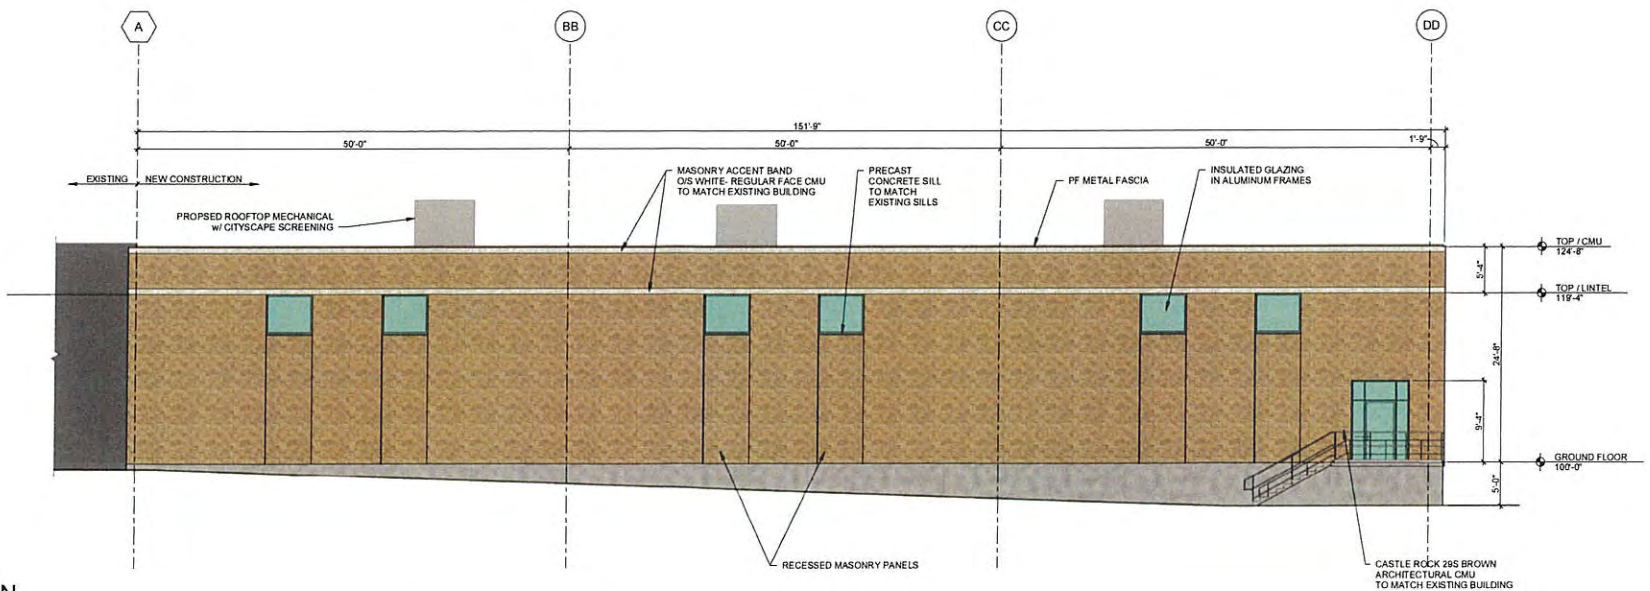 A
BB
CC
DD
151'-9"
50'-0"
50'-0"
50'-0"
1'-9"
EXISTING
NEW CONSTRUCTION
MASONRY ACCENT BAND
O/S WHITE- REGULAR FACE CMU
TO MATCH EXISTING BUILDING
PRECAST
CONCRETE SILL
TO MATCH
EXISTING SILLS
PF METAL FASCIA
INSULATED GLAZING
IN ALUMINUM FRAMES
PROPSED ROOFTOP MECHANICAL
w/ CITYSCAPE SCREENING
TOP / CMU
124'-8"
5'-4"
TOP / LINTEL
119'-4"
24'-8"
9'-4"
GROUND FLOOR
100'-0"
5'-0"
RECESSED MASONRY PANELS
CASTLE ROCK 29S BROWN
ARCHITECTURAL CMU
TO MATCH EXISTING BUILDING